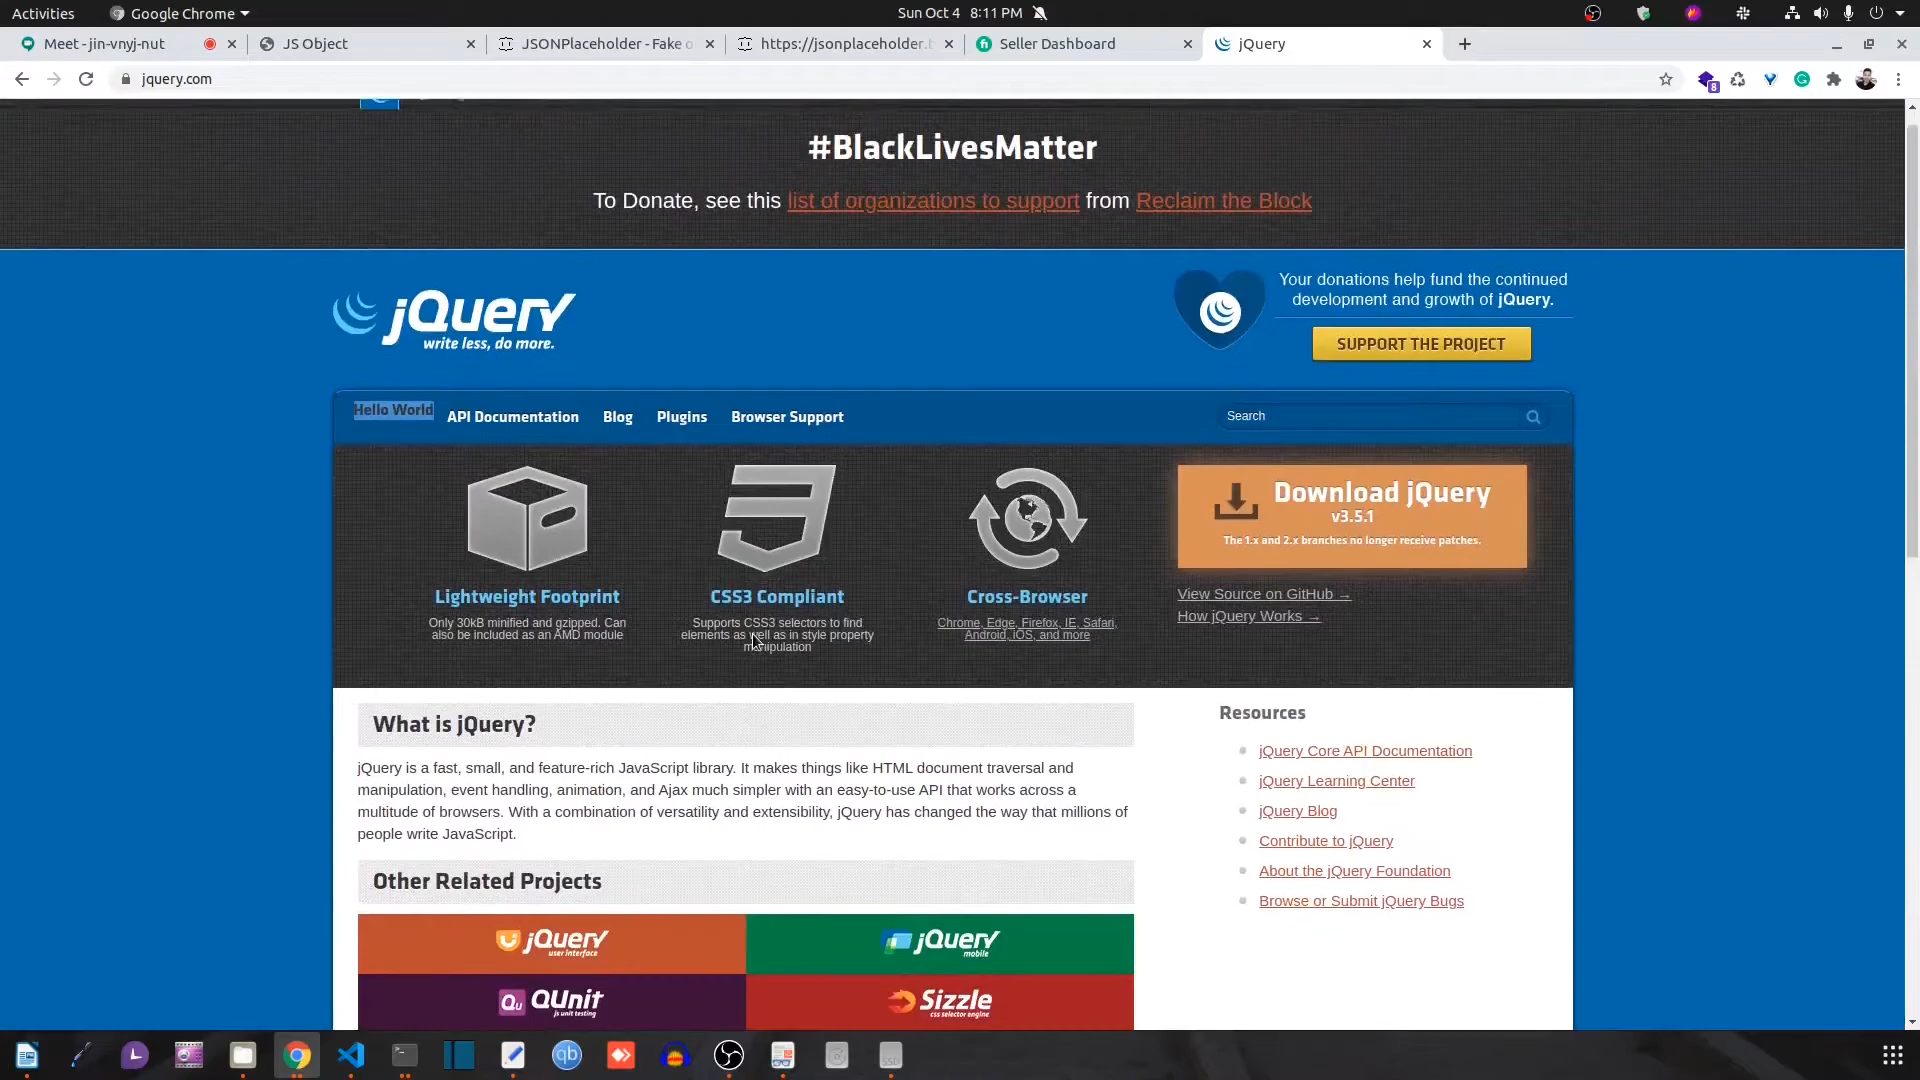 Activities
Google Chrome
Sun Oct 4 8:11 PM
Meet - jin-vnyj-nut
JS Object
JSONPlaceholder - Fake o
https://jsonplaceholder.t
Seller Dashboard
jQuery
jquery.com
8
#BlackLivesMatter
To Donate, see this list of organizations to support from Reclaim the Block
jQuery
write less, do more.
Your donations help fund the continued
development and growth of jQuery.
SUPPORT THE PROJECT
Hello World
API Documentation
Blog
Plugins
Browser Support
Search
Lightweight Footprint
Only 30kB minified and gzipped. Can
also be included as an AMD module
CSS3 Compliant
Supports CSS3 selectors to find
elements as well as in style property
manipulation
Cross-Browser
Chrome, Edge, Firefox, IE, Safari,
Android, iOS, and more
Download jQuery
v3.5.1
The 1.x and 2.x branches no longer receive patches.
View Source on GitHub →
How jQuery Works →
What is jQuery?
jQuery is a fast, small, and feature-rich JavaScript library. It makes things like HTML document traversal and
manipulation, event handling, animation, and Ajax much simpler with an easy-to-use API that works across a
multitude of browsers. With a combination of versatility and extensibility, jQuery has changed the way that millions of
people write JavaScript.
Resources
jQuery Core API Documentation
jQuery Learning Center
jQuery Blog
Contribute to jQuery
About the jQuery Foundation
Browse or Submit jQuery Bugs
Other Related Projects
jQuery
user interface
jQuery
mobile
Qu QUnit
js unit testing
Sizzle
css selector engine
qb